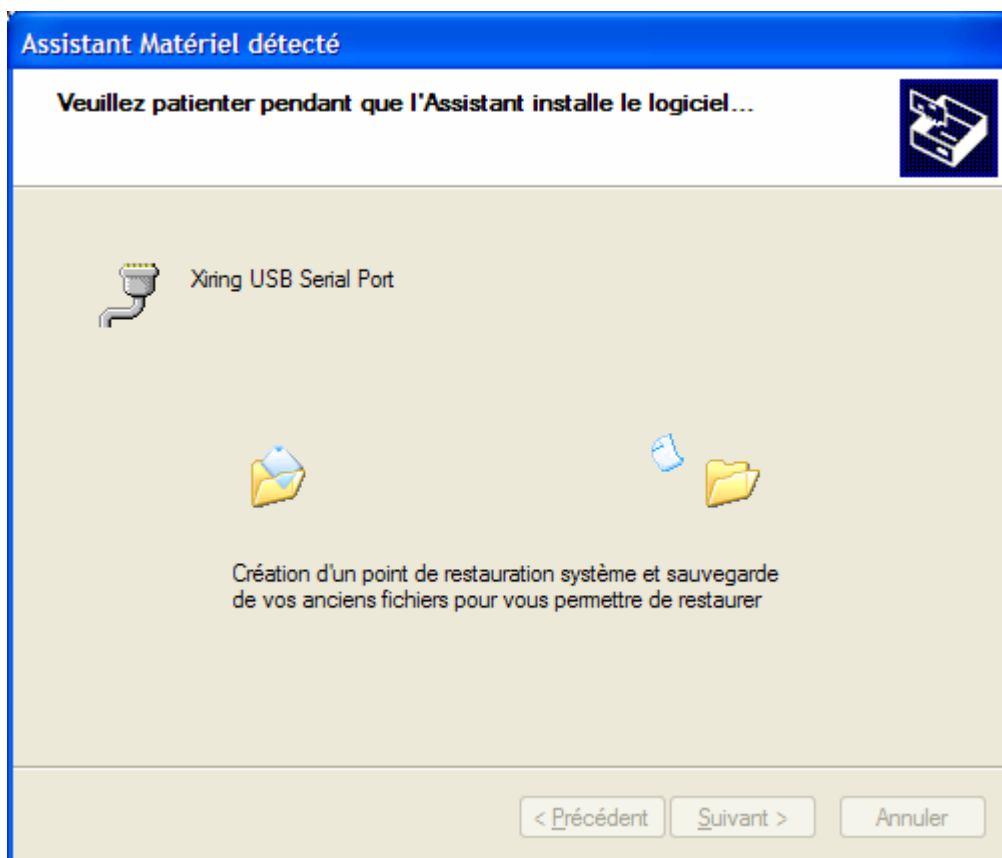 Assistant Matériel détecté
Veuillez patienter pendant que l'Assistant installe le logiciel...
Xiring USB Serial Port
Création d'un point de restauration système et sauvegarde
de vos anciens fichiers pour vous permettre de restaurer
< Précédent
Suivant >
Annuler